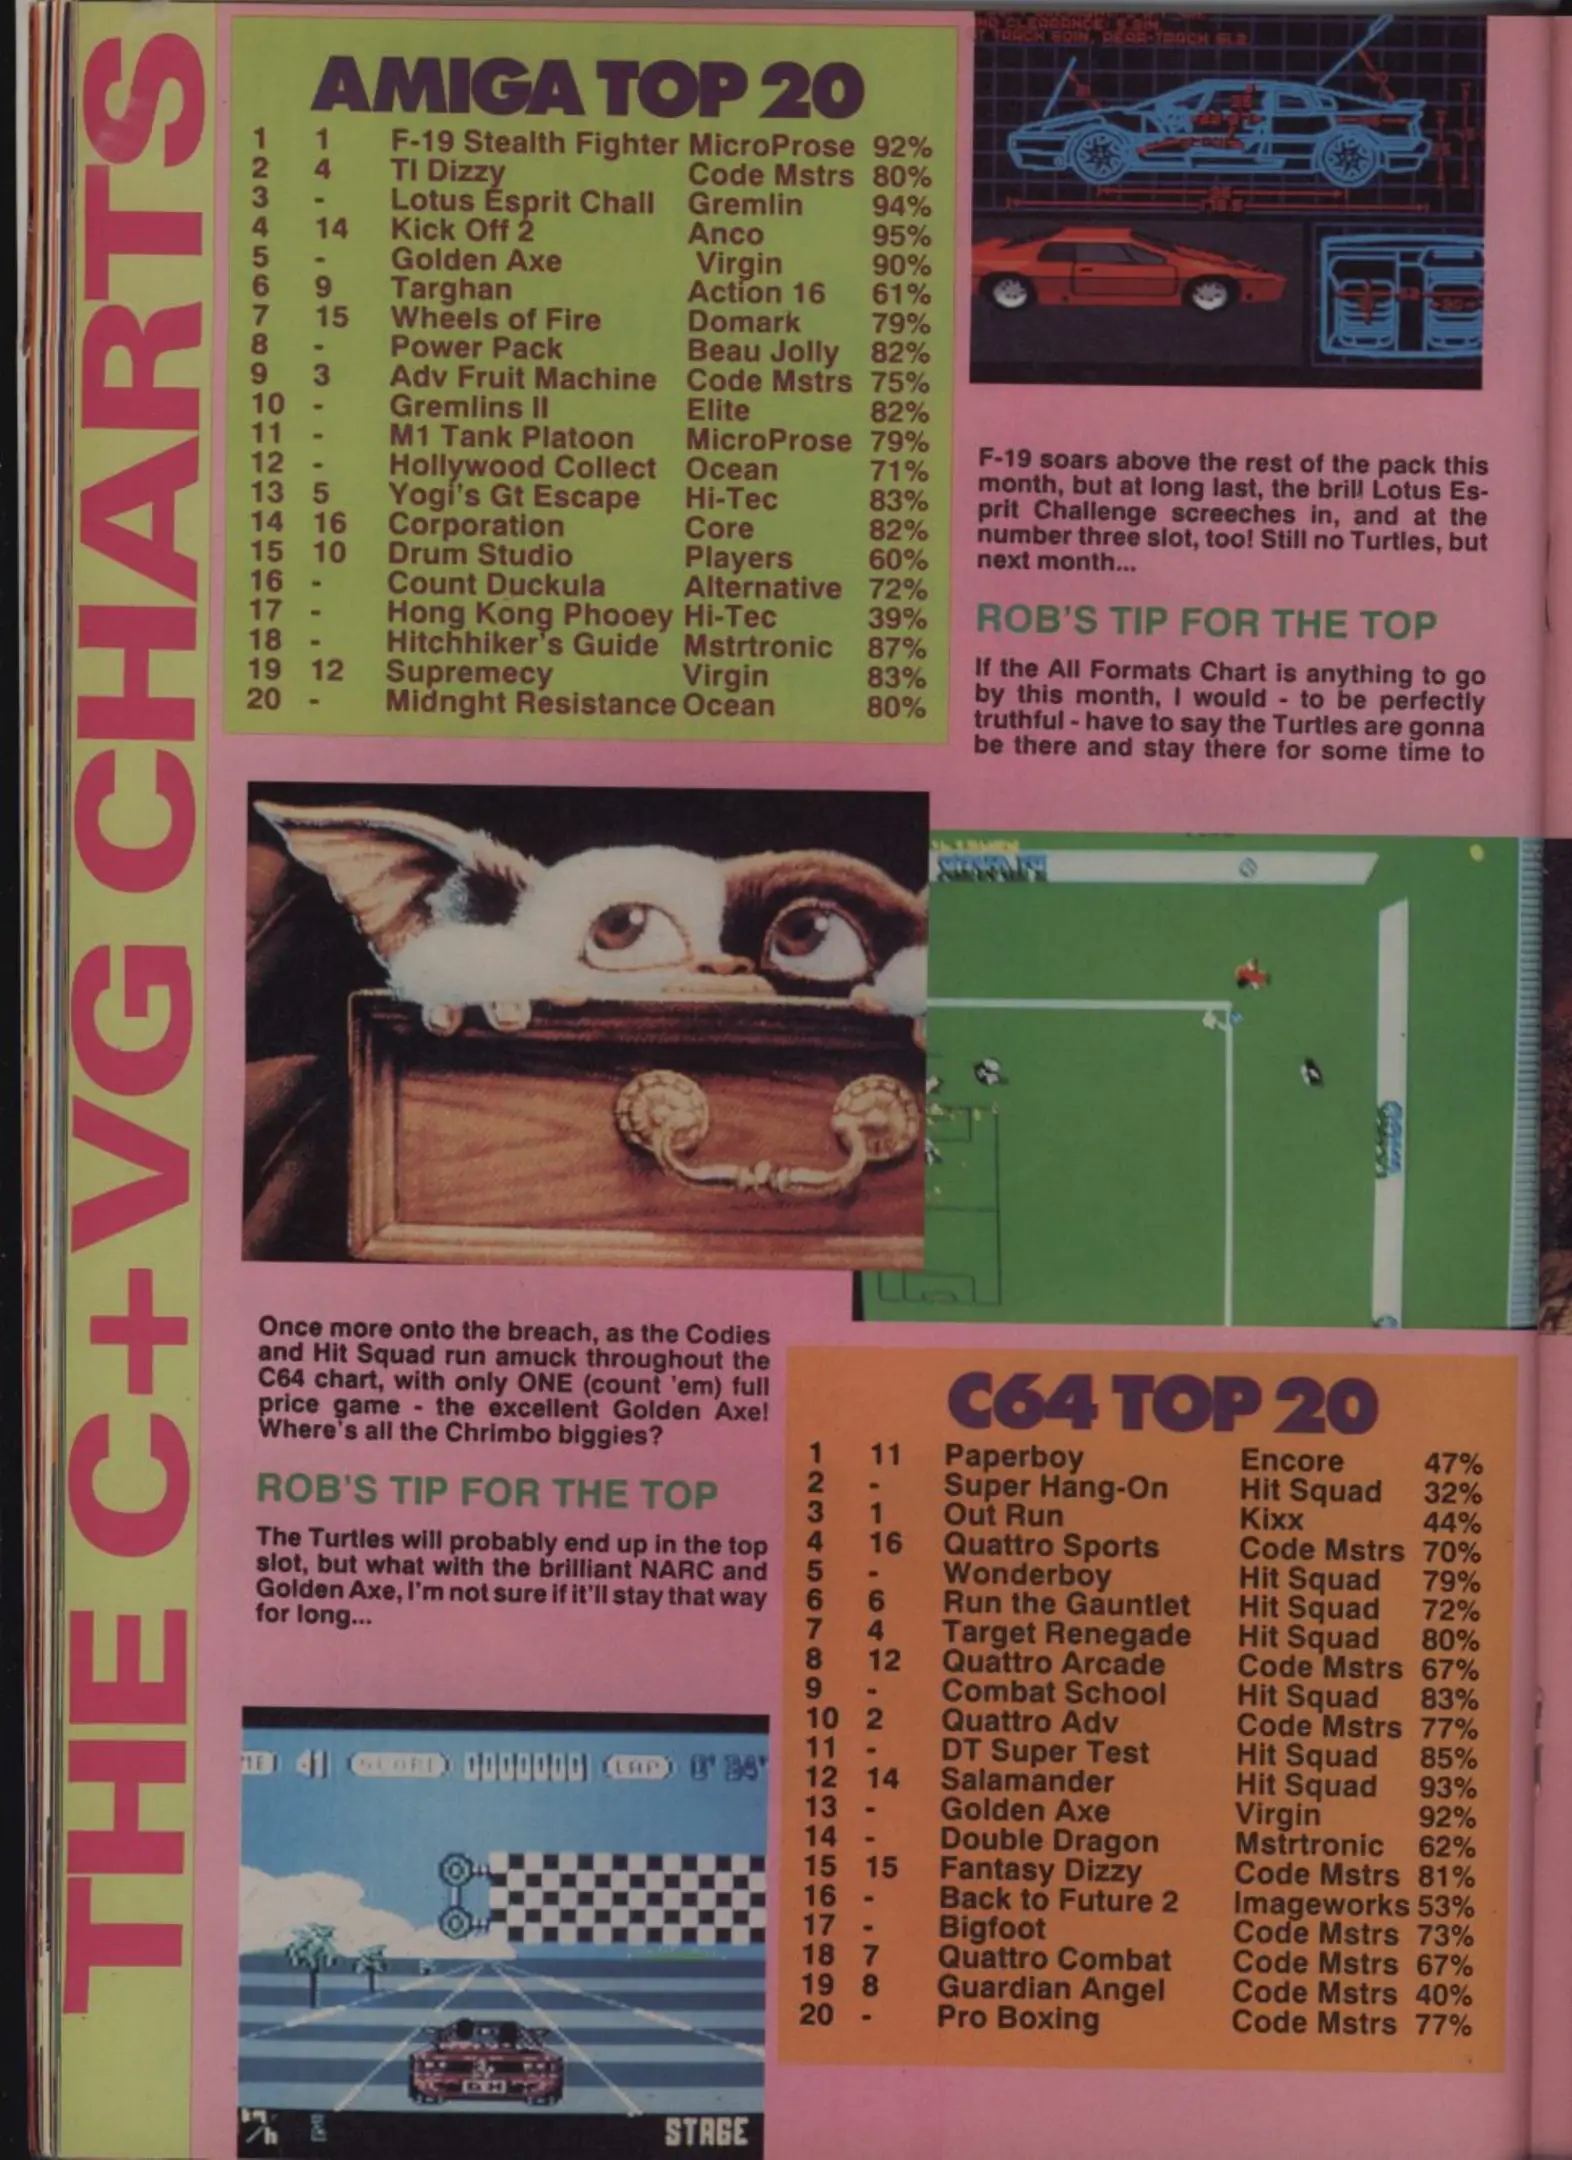 THE C+VG CHARTS
AMIGA TOP 20
1 1 F-19 Stealth Fighter MicroProse 92%
2 4 TI Dizzy Code Mstrs 80%
3 - Lotus Esprit Chall Gremlin 94%
4 14 Kick Off 2 Anco 95%
5 - Golden Axe Virgin 90%
6 9 Targhan Action 16 61%
7 15 Wheels of Fire Domark 79%
8 - Power Pack Beau Jolly 82%
9 3 Adv Fruit Machine Code Mstrs 75%
10 - Gremlins II Elite 82%
11 - M1 Tank Platoon MicroProse 79%
12 - Hollywood Collect Ocean 71%
13 5 Yogi's Gt Escape Hi-Tec 83%
14 16 Corporation Core 82%
15 10 Drum Studio Players 60%
16 - Count Duckula Alternative 72%
17 - Hong Kong Phooey Hi-Tec 39%
18 - Hitchhiker's Guide Mstrtronic 87%
19 12 Supremecy Virgin 83%
20 - Midnght Resistance Ocean 80%
F-19 soars above the rest of the pack this
month, but at long last, the brill Lotus Es-
prit Challenge screeches in, and at the
number three slot, too! Still no Turtles, but
next month...
ROB'S TIP FOR THE TOP
If the All Formats Chart is anything to go
by this month, I would - to be perfectly
truthful - have to say the Turtles are gonna
be there and stay there for some time to
Once more onto the breach, as the Codies
and Hit Squad run amuck throughout the
C64 chart, with only ONE (count 'em) full
price game - the excellent Golden Axe!
Where's all the Chrimbo biggies?
ROB'S TIP FOR THE TOP
The Turtles will probably end up in the top
slot, but what with the brilliant NARC and
Golden Axe, I'm not sure if it'll stay that way
for long...
SCORE LAP
STAGE
C64 TOP 20
1 11 Paperboy Encore 47%
2 - Super Hang-On Hit Squad 32%
3 1 Out Run Kixx 44%
4 16 Quattro Sports Code Mstrs 70%
5 - Wonderboy Hit Squad 79%
6 6 Run the Gauntlet Hit Squad 72%
7 4 Target Renegade Hit Squad 80%
8 12 Quattro Arcade Code Mstrs 67%
9 - Combat School Hit Squad 83%
10 2 Quattro Adv Code Mstrs 77%
11 - DT Super Test Hit Squad 85%
12 14 Salamander Hit Squad 93%
13 - Golden Axe Virgin 92%
14 - Double Dragon Mstrtronic 62%
15 15 Fantasy Dizzy Code Mstrs 81%
16 - Back to Future 2 Imageworks 53%
17 - Bigfoot Code Mstrs 73%
18 7 Quattro Combat Code Mstrs 67%
19 8 Guardian Angel Code Mstrs 40%
20 - Pro Boxing Code Mstrs 77%